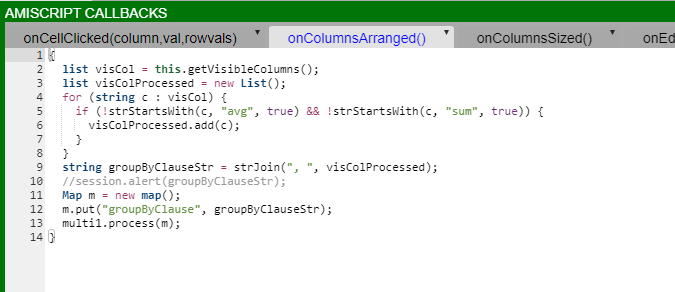 AMISCRIPT CALLBACKS
onCellClicked(column,val,rowvals) onColumnsArranged() onColumnsSized() onEd
1 {
2 list visCol = this.getVisibleColumns();
3 list visColProcessed = new List();
4 for (string c : visCol) {
5 if (!strStartsWith(c, "avg", true) && !strStartsWith(c, "sum", true)) {
6 visColProcessed.add(c);
7 }
8 }
9 string groupByClauseStr = strJoin(", ", visColProcessed);
10 //session.alert(groupByClauseStr);
11 Map m = new map();
12 m.put("groupByClause", groupByClauseStr);
13 multi1.process(m);
14 }